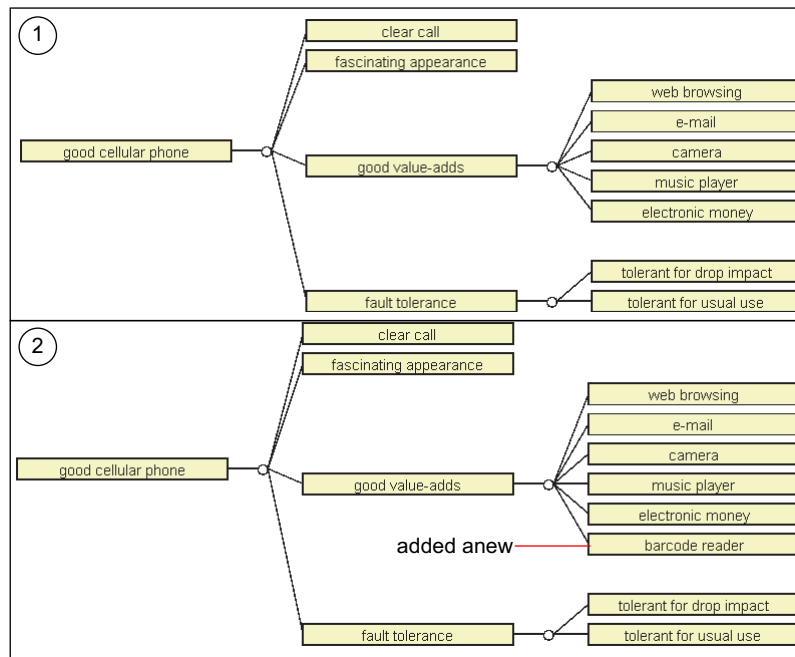 1
clear call
fascinating appearance
web browsing
e-mail
camera
good cellular phone
good value-adds
music player
electronic money
tolerant for drop impact
fault tolerance
tolerant for usual use
2
clear call
fascinating appearance
web browsing
e-mail
camera
good cellular phone
good value-adds
music player
electronic money
added anew
barcode reader
tolerant for drop impact
fault tolerance
tolerant for usual use